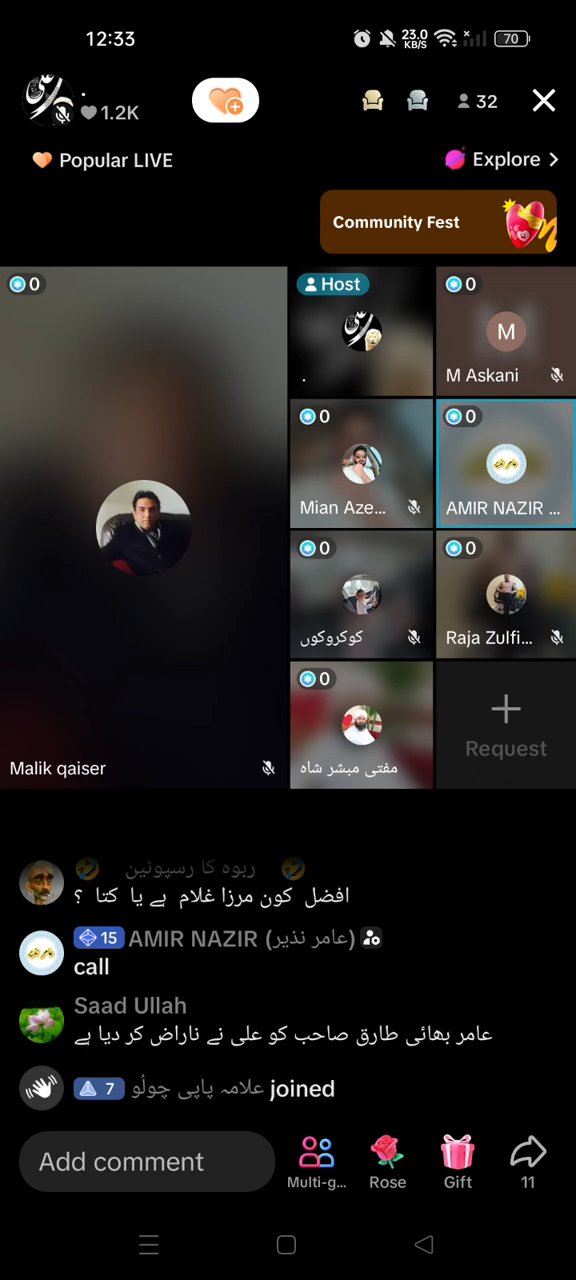 12:33
23.0
KB/S
70
.
1.2K
32
Popular LIVE
Explore
Community Fest
0
Host
0
M
.
M Askani
0
0
عامر نذیر
Mian Aze...
AMIR NAZIR ...
0
0
کوکروکوں
Raja Zulfi...
0
Request
Malik qaiser
مفتی مبشر شاہ
ربوہ کا رسپوٹین
افضل کون مرزا غلام ہے یا کتا ؟
15 AMIR NAZIR (عامر نذیر)
call
Saad Ullah
عامر بھائی طارق صاحب کو علی نے ناراض کر دیا ہے
7 علامہ پاپی چولُو joined
Add comment
Multi-g...
Rose
Gift
11